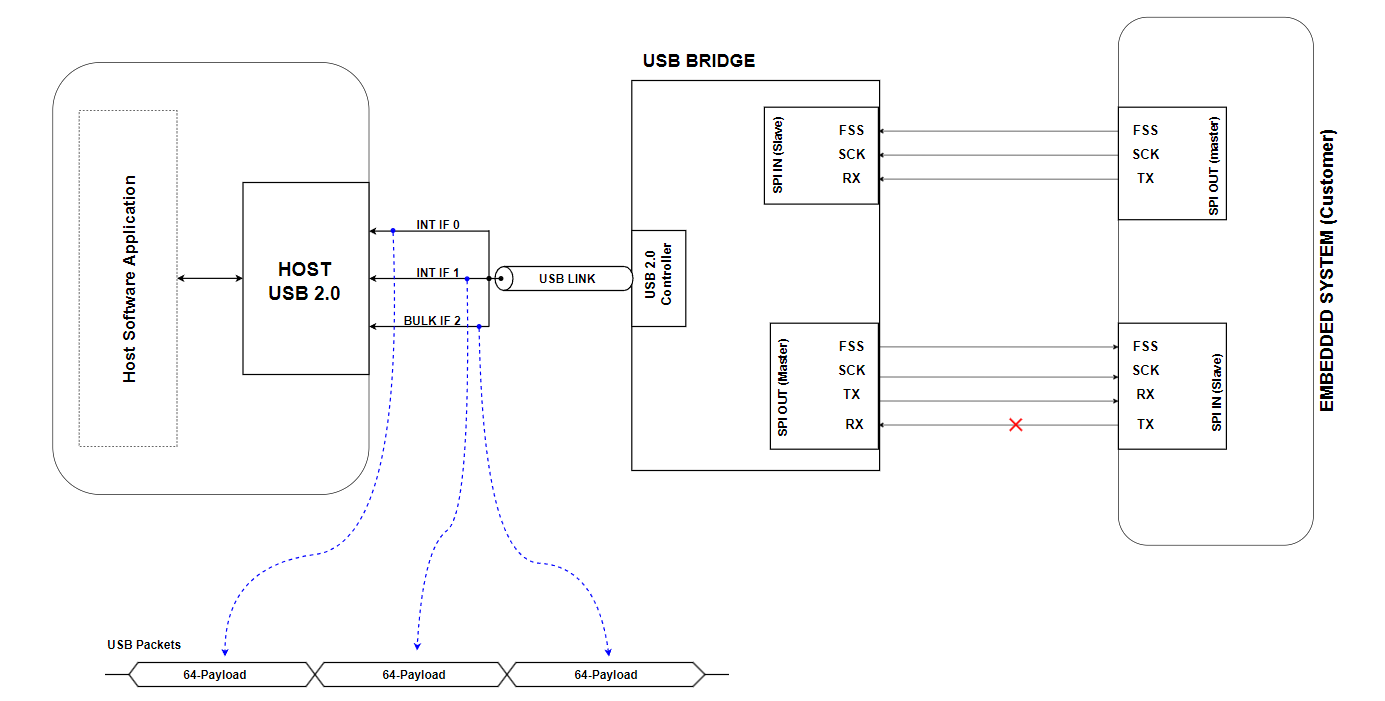 USB BRIDGE
Host Software Application
HOST
USB 2.0
INT IF 0
INT IF 1
BULK IF 2
USB LINK
USB 2.0
Controller
SPI IN (Slave)
FSS
SCK
RX
SPI OUT (Master)
FSS
SCK
TX
RX
FSS
SCK
TX
SPI OUT (master)
FSS
SCK
RX
TX
SPI IN (Slave)
EMBEDDED SYSTEM (Customer)
USB Packets
64-Payload
64-Payload
64-Payload